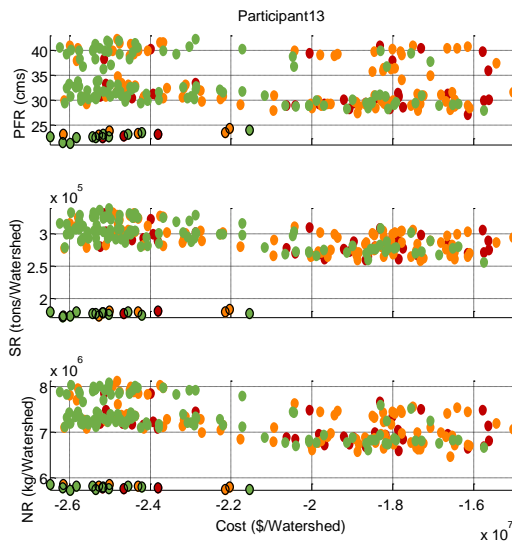 Participant13
PFR (cms)
40
35
30
25
x 10^5
SR (tons/Watershed)
3
2.5
2
x 10^6
NR (kg/Watershed)
8
7
6
-2.6 -2.4 -2.2 -2 -1.8 -1.6
Cost ($/Watershed)
x 10^7